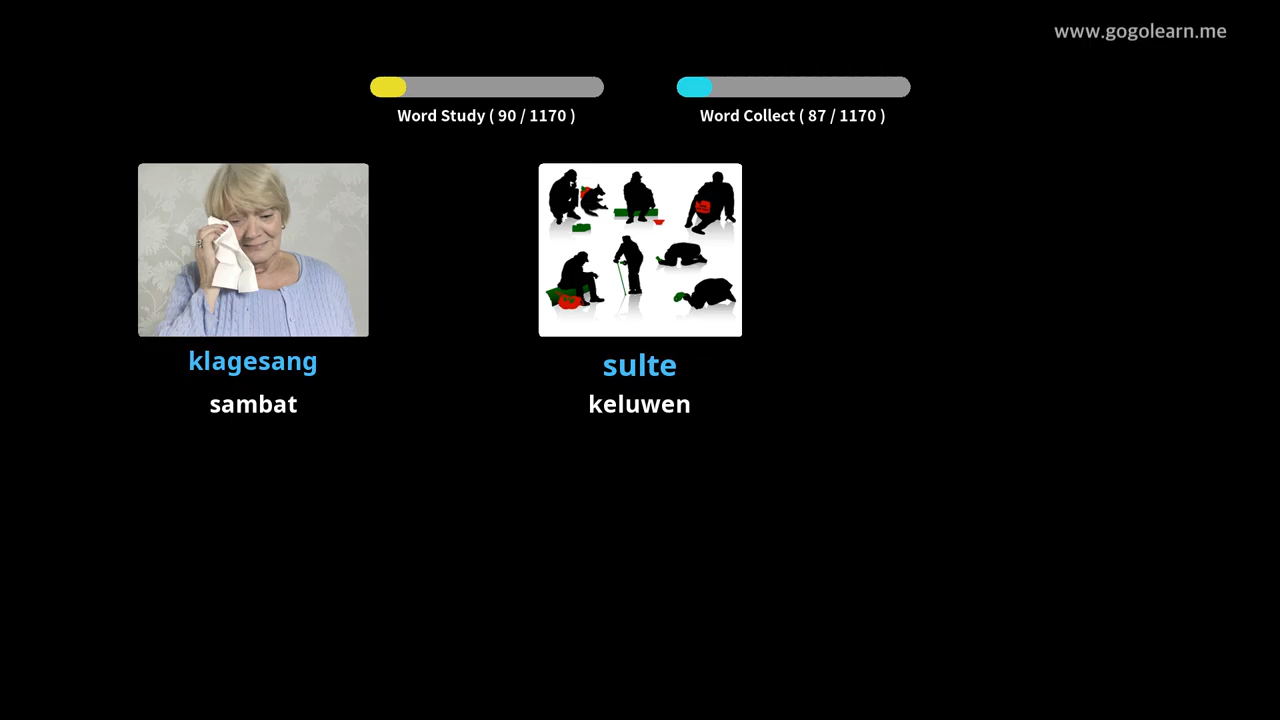 www.gogolearn.me
Word Study ( 90 / 1170 )
Word Collect ( 87 / 1170 )
klagesang
sambat
sulte
keluwen